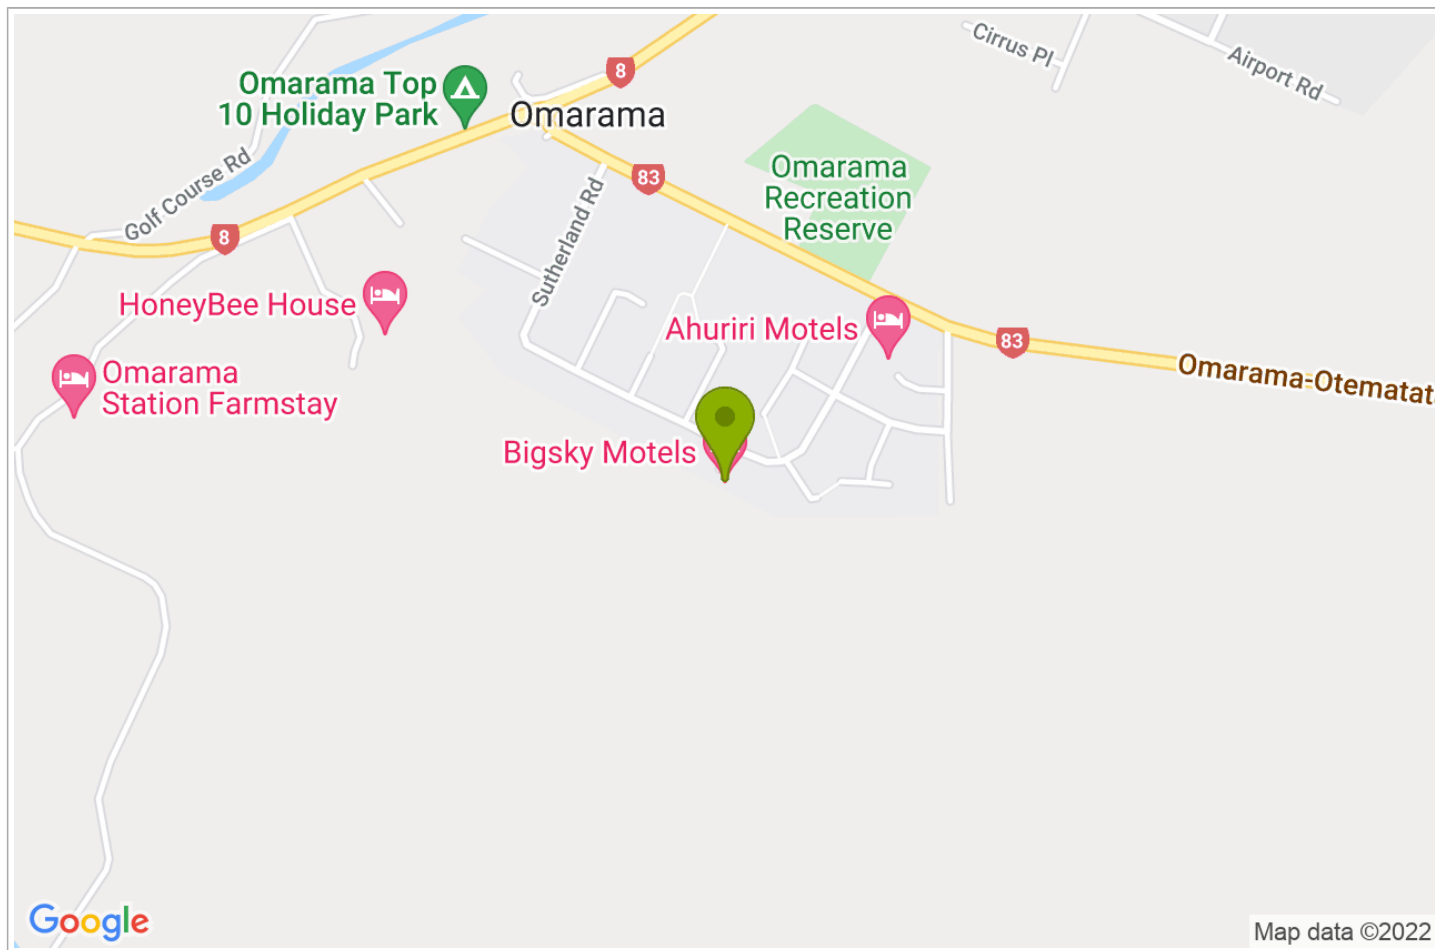 Cirrus Pl
Airport Rd
8
Omarama Top
10 Holiday Park
Omarama
Golf Course Rd
83
Omarama
Recreation
Reserve
8
Sutherland Rd
HoneyBee House
Ahuriri Motels
83
Omarama-Otematat
Omarama
Station Farmstay
Bigsky Motels
Google
Map data ©2022